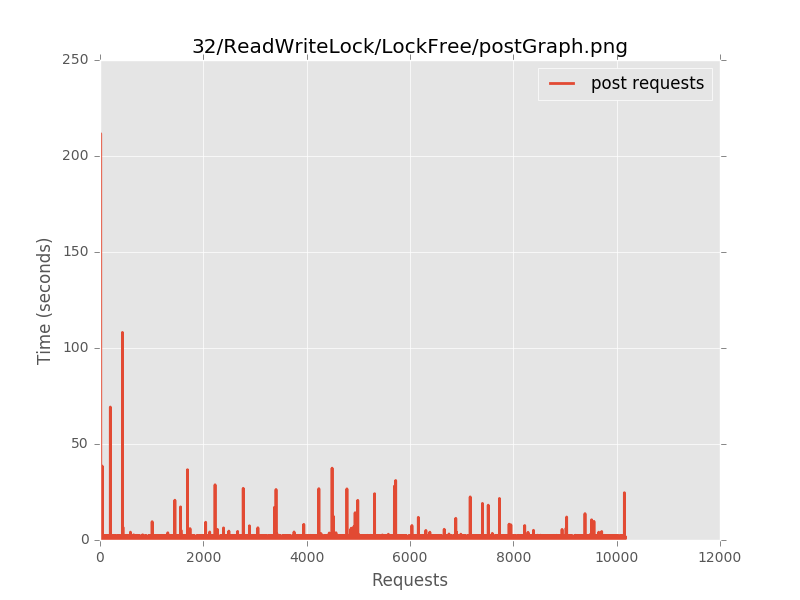 32/ReadWriteLock/LockFree/postGraph.png
250
post requests
200
150
100
50
0
Time (seconds)
0 2000 4000 6000 8000 10000 12000
Requests